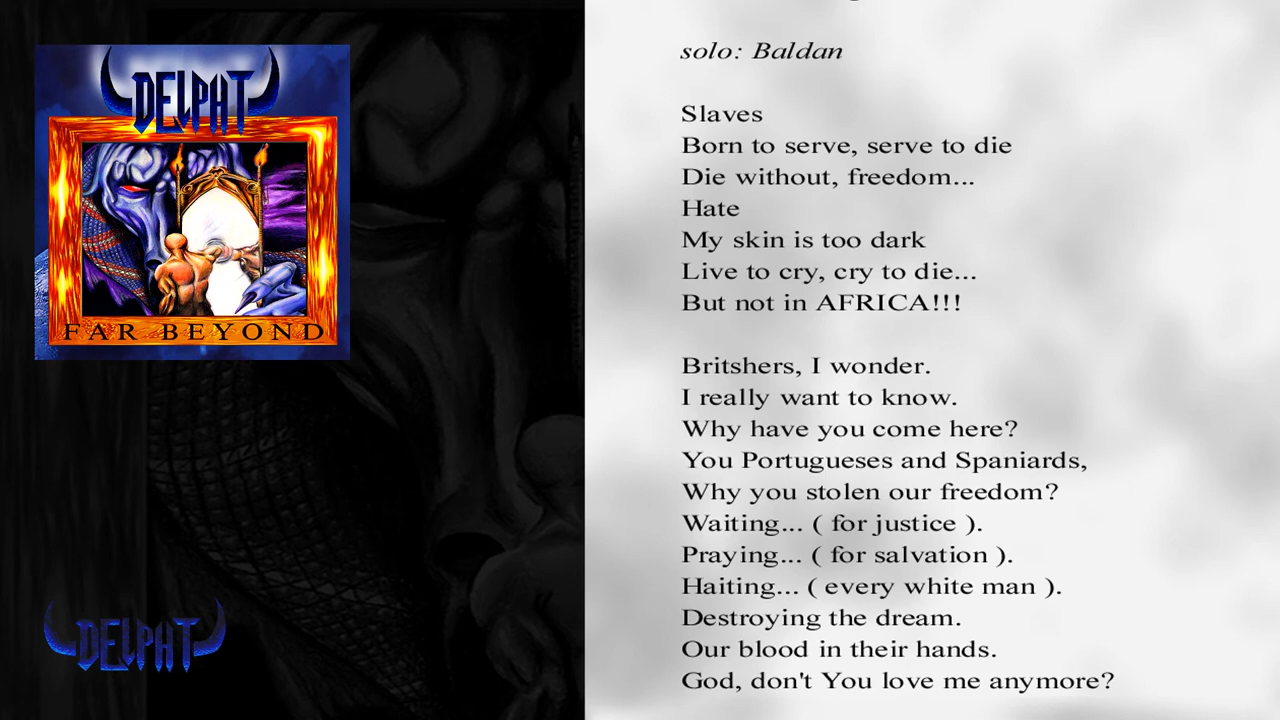 DELPHT
FAR BEYOND
DELPHT
solo: Baldan
Slaves
Born to serve, serve to die
Die without, freedom...
Hate
My skin is too dark
Live to cry, cry to die...
But not in AFRICA!!!
Britshers, I wonder.
I really want to know.
Why have you come here?
You Portugueses and Spaniards,
Why you stolen our freedom?
Waiting... ( for justice ).
Praying... ( for salvation ).
Haiting... ( every white man ).
Destroying the dream.
Our blood in their hands.
God, don't You love me anymore?